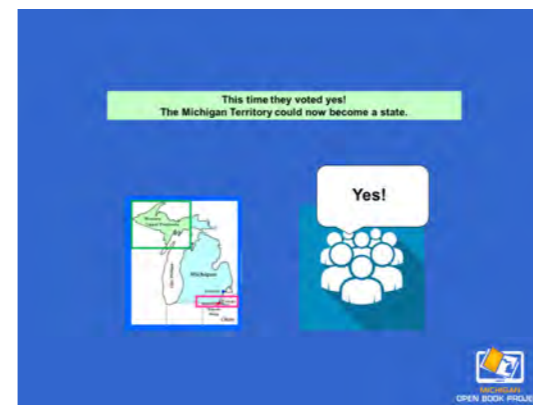 This time they voted yes!
The Michigan Territory could now become a state.
Yes!
Michigan
Ohio
MICHIGAN
OPEN BOOK PROJE